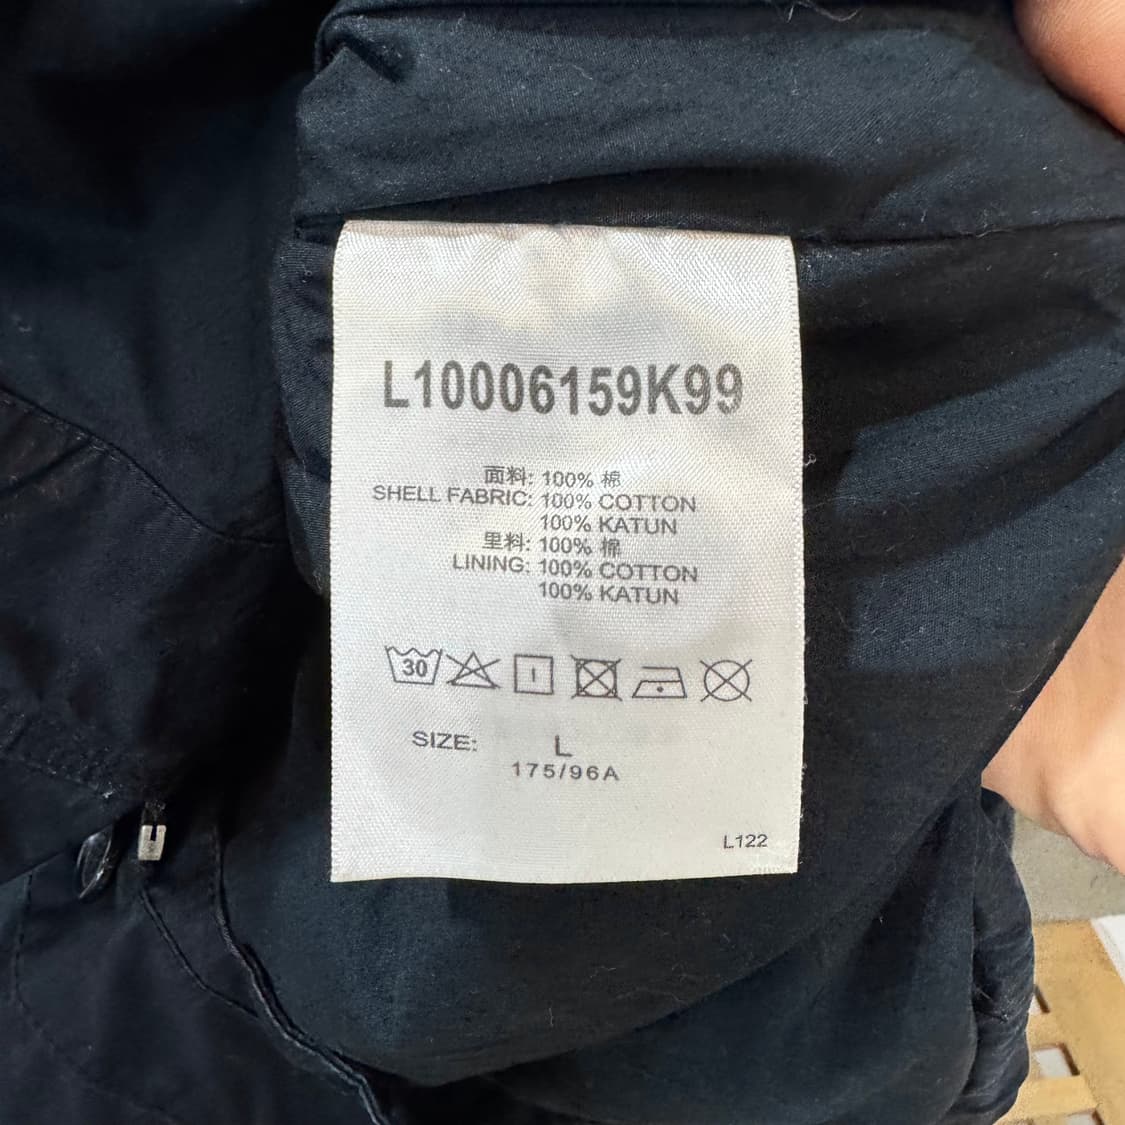 L10006159K99
面料: 100% 棉
SHELL FABRIC: 100% COTTON
100% KATUN
里料: 100% 棉
LINING: 100% COTTON
100% KATUN
30
SIZE: L
175/96A
L122